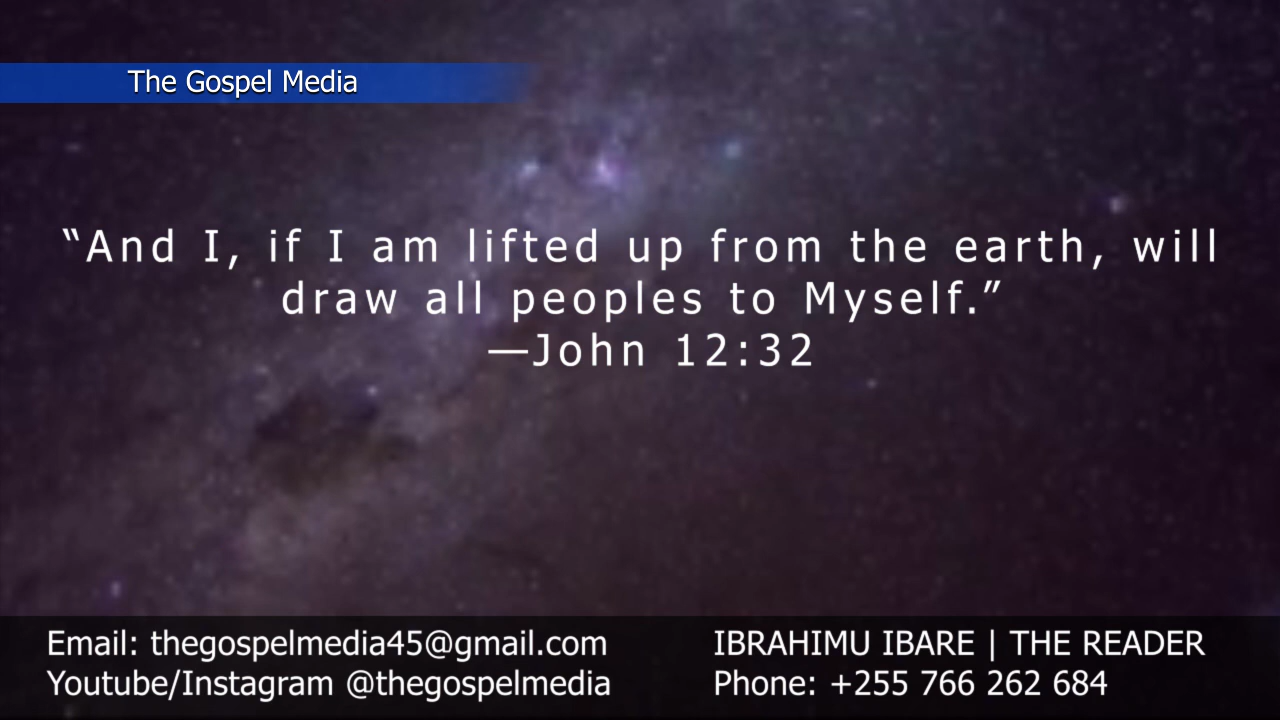 The Gospel Media
“And I, if I am lifted up from the earth, will
draw all peoples to Myself.”
—John 12:32
Email: thegospelmedia45@gmail.com
Youtube/Instagram @thegospelmedia
IBRAHIMU IBARE | THE READER
Phone: +255 766 262 684